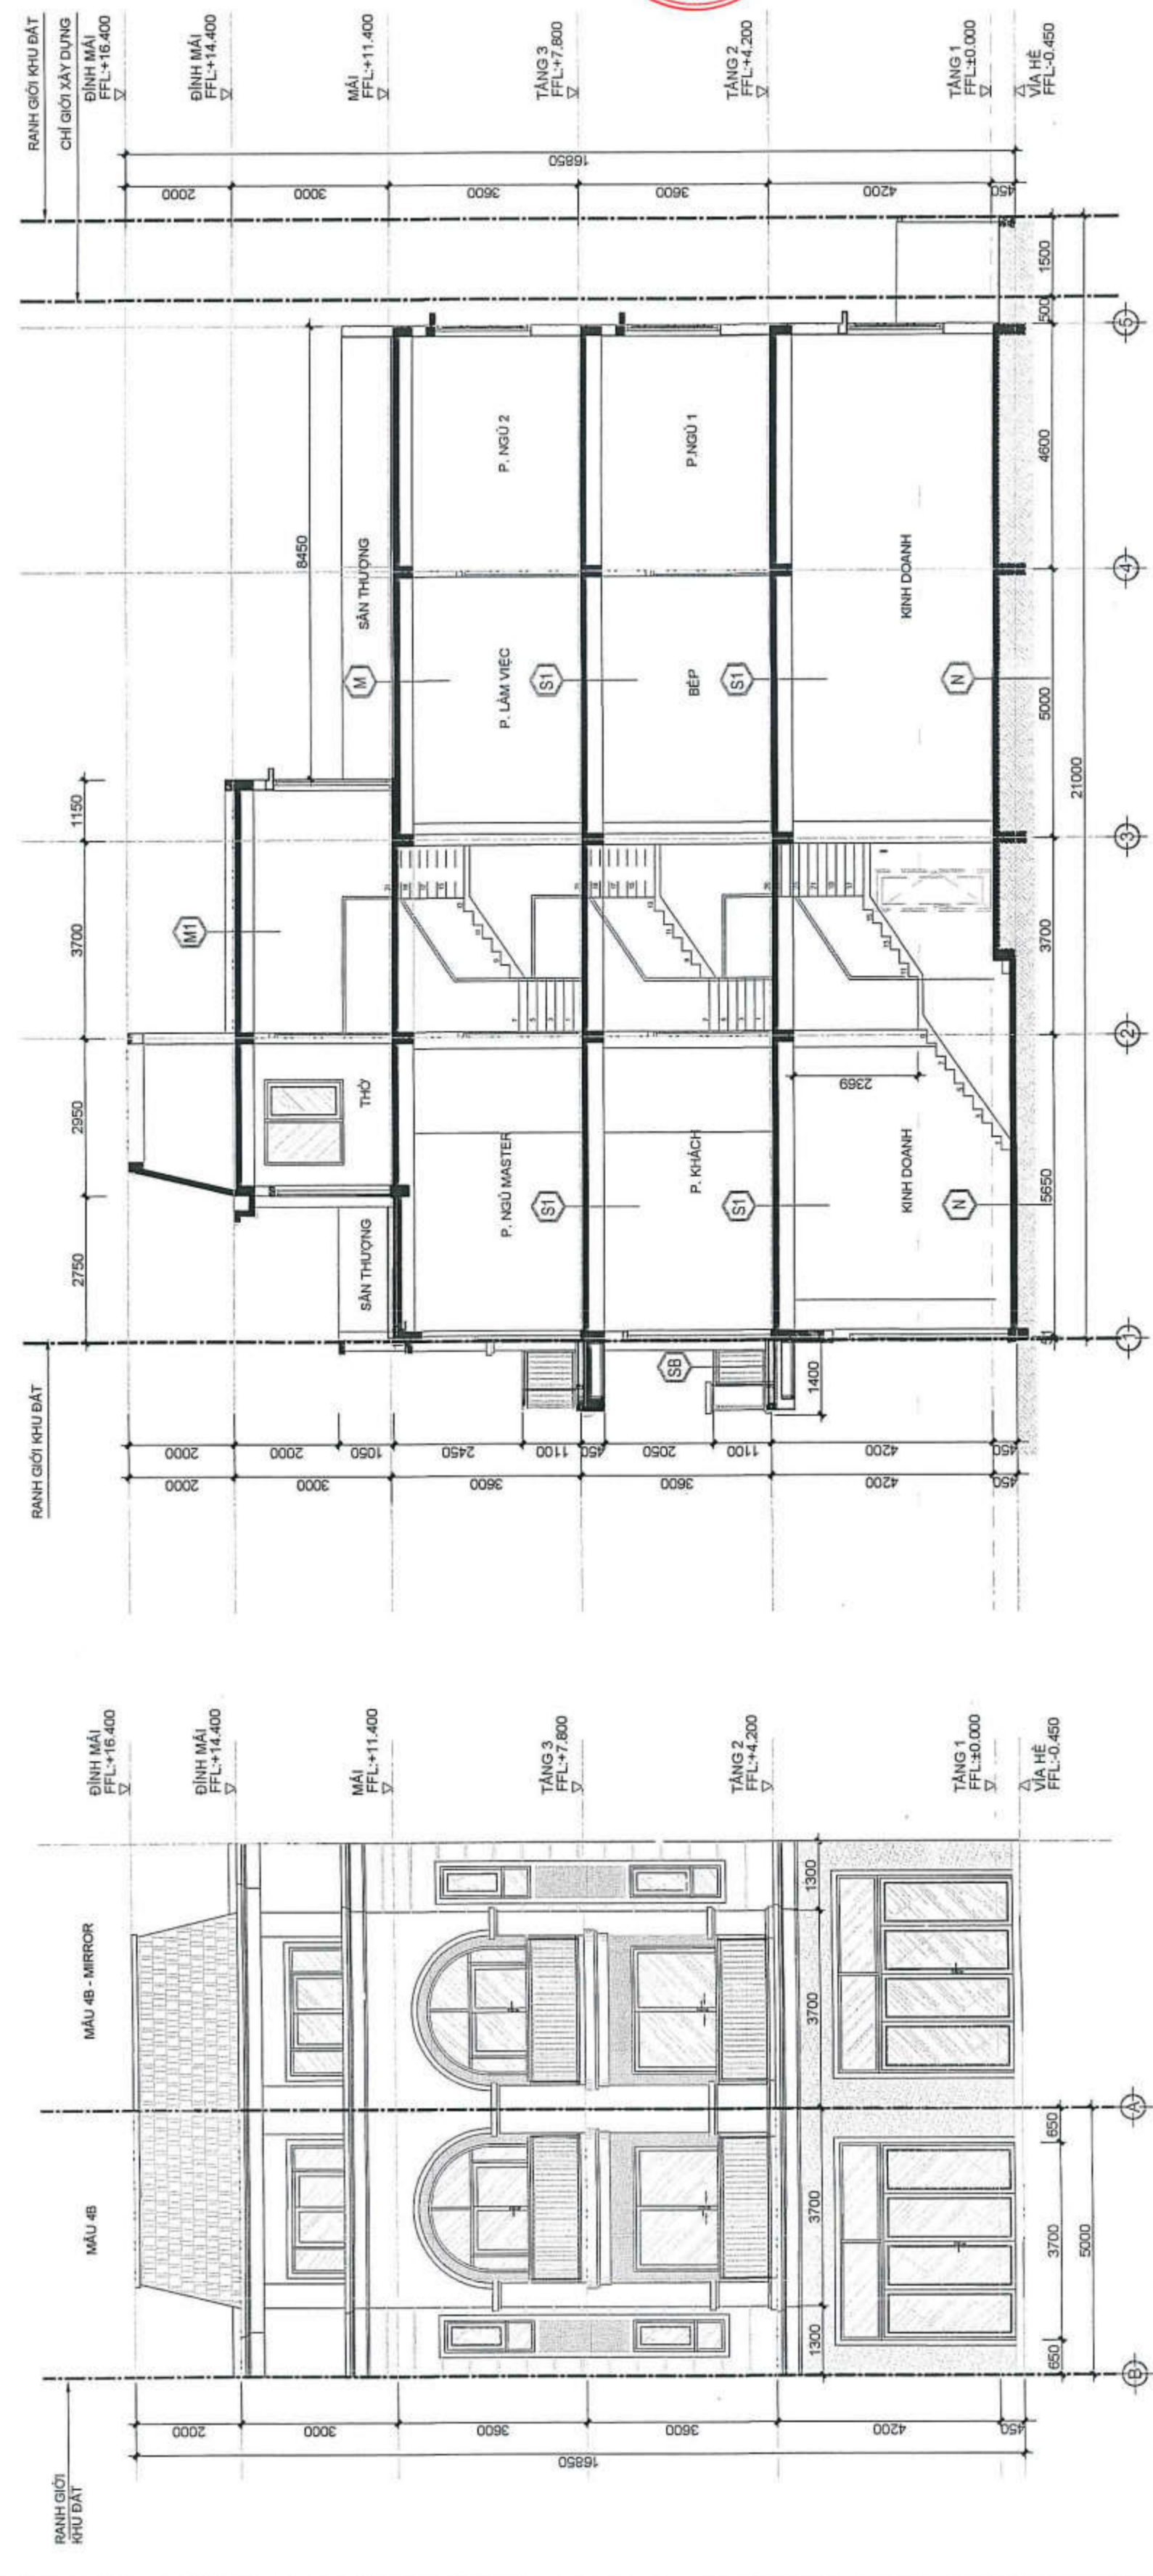 RANH GIỚI KHU ĐẤT
RANH GIỚI KHU ĐẤT
CHỈ GIỚI XÂY DỰNG
ĐỈNH MÁI
FFL:+16.400
ĐỈNH MÁI
FFL:+14.400
MÁI
FFL:+11.400
TẦNG 3
FFL:+7.800
TẦNG 2
FFL:+4.200
TẦNG 1
FFL:±0.000
VỈA HÈ
FFL:-0.450
2750
2950
3700
1150
8450
M1
THỜ
SÂN THƯỢNG
SÂN THƯỢNG
M
P. NGỦ MASTER
P. LÀM VIỆC
P. NGỦ 2
S1
S1
P. KHÁCH
BẾP
P.NGỦ 1
SB
S1
S1
1400
2369
KINH DOANH
KINH DOANH
N
N
5650
3700
5000
4600
500
1500
21000
1
2
3
4
5
2000
2000
1050
2450
1100
450
2050
1100
4200
450
2000
3000
3600
3600
4200
450
2000
3000
3600
3600
4200
450
16850
RANH GIỚI
KHU ĐẤT
MẪU 4B
MẪU 4B - MIRROR
ĐỈNH MÁI
FFL:+16.400
ĐỈNH MÁI
FFL:+14.400
MÁI
FFL:+11.400
TẦNG 3
FFL:+7.800
TẦNG 2
FFL:+4.200
TẦNG 1
FFL:±0.000
VỈA HÈ
FFL:-0.450
2000
3000
3600
3600
4200
450
16850
1300
3700
3700
1300
650
3700
650
5000
B
A